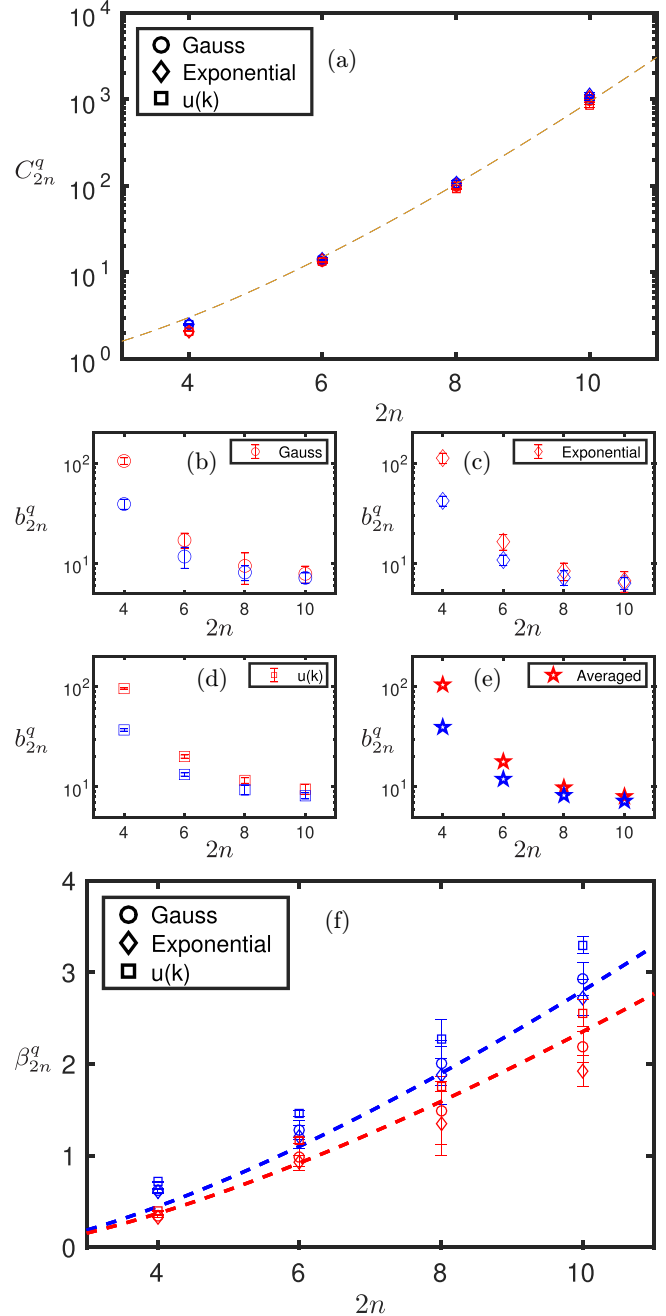 10^4
Gauss
(a)
Exponential
u(k)
10^3
C^q_{2n}
10^2
10^1
10^0
4 6 8 10
2n
(b) Gauss
10^2
b^q_{2n}
10^1
4 6 8 10
2n
(c) Exponential
10^2
b^q_{2n}
10^1
4 6 8 10
2n
(d) u(k)
10^2
b^q_{2n}
10^1
4 6 8 10
2n
(e) Averaged
10^2
b^q_{2n}
10^1
4 6 8 10
2n
4
Gauss
(f)
Exponential
u(k)
3
β^q_{2n}
2
1
0
4 6 8 10
2n